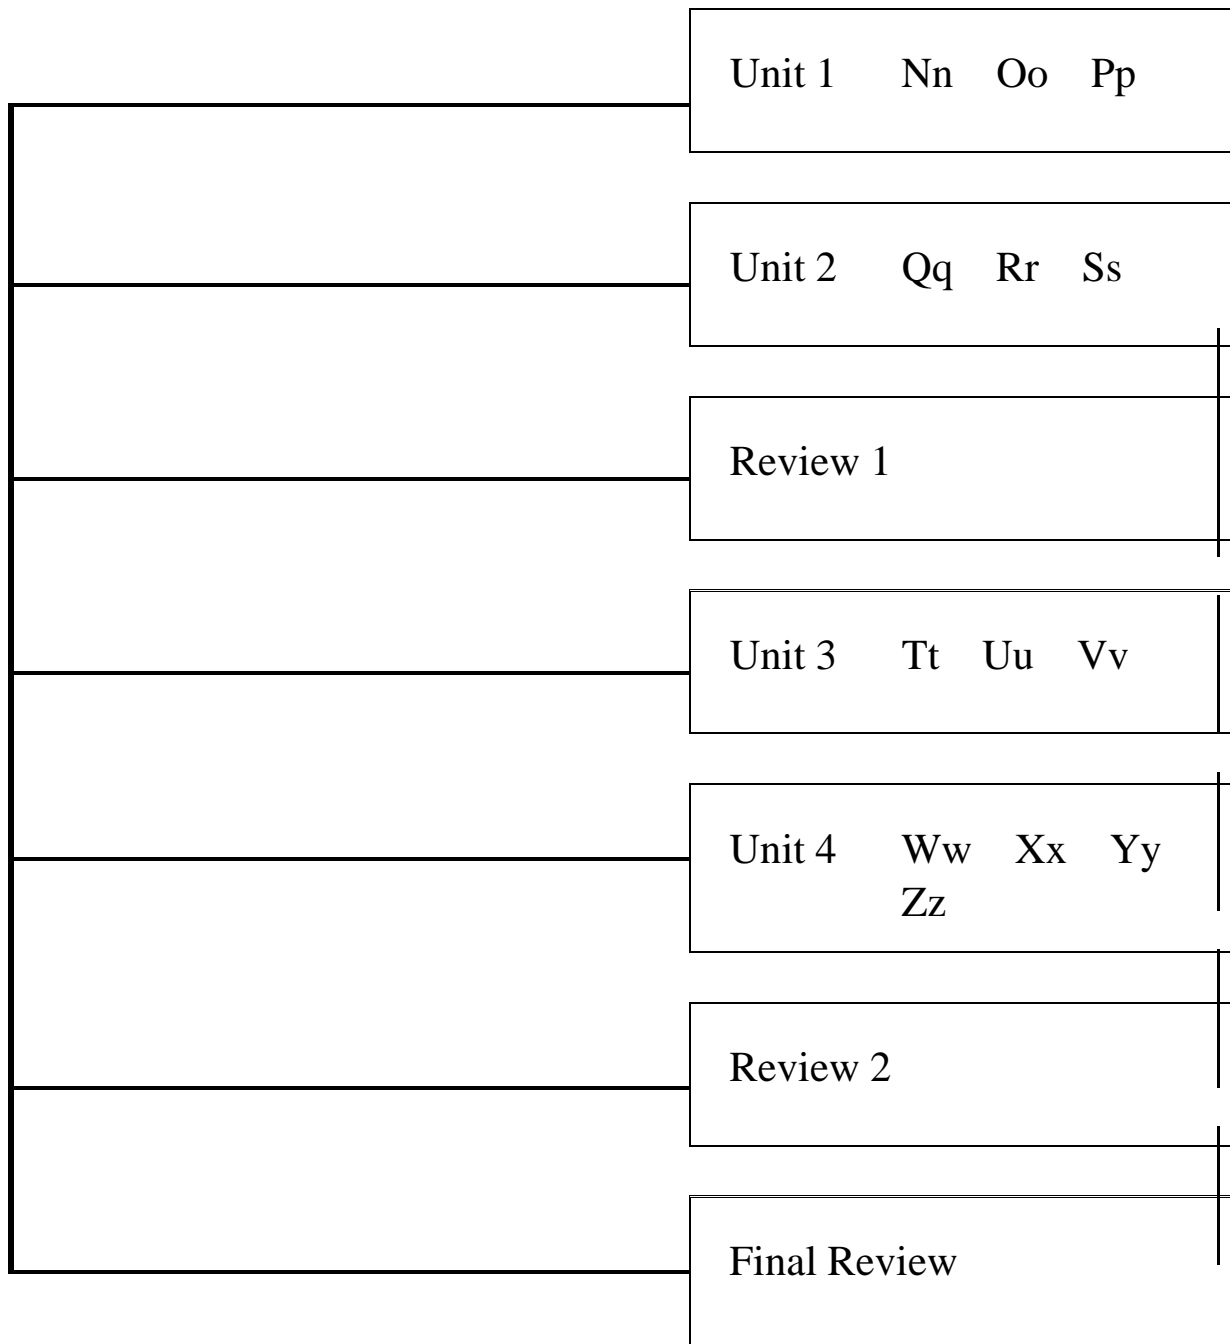 Unit 1 Nn Oo Pp
Unit 2 Qq Rr Ss
Review 1
Unit 3 Tt Uu Vv
Unit 4 Ww Xx Yy
Zz
Review 2
Final Review